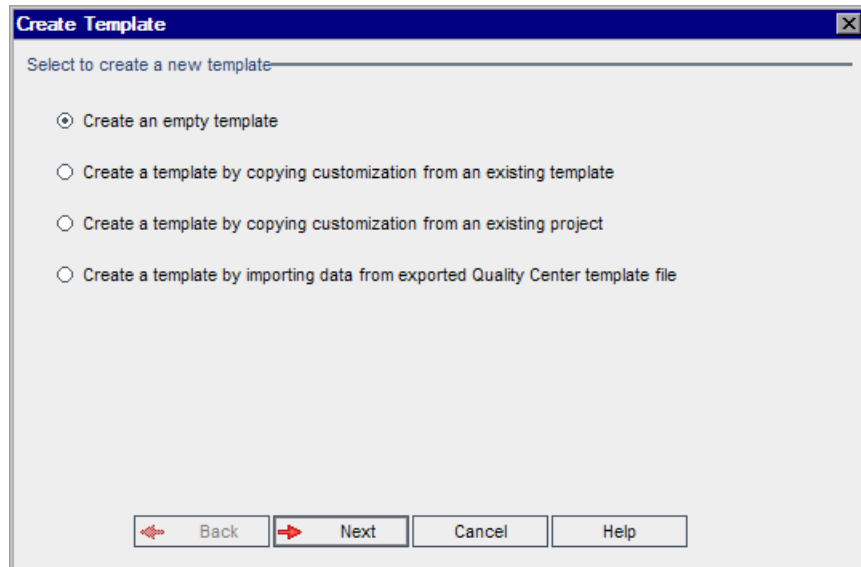 Create Template
Select to create a new template
Create an empty template
Create a template by copying customization from an existing template
Create a template by copying customization from an existing project
Create a template by importing data from exported Quality Center template file
Back Next Cancel Help